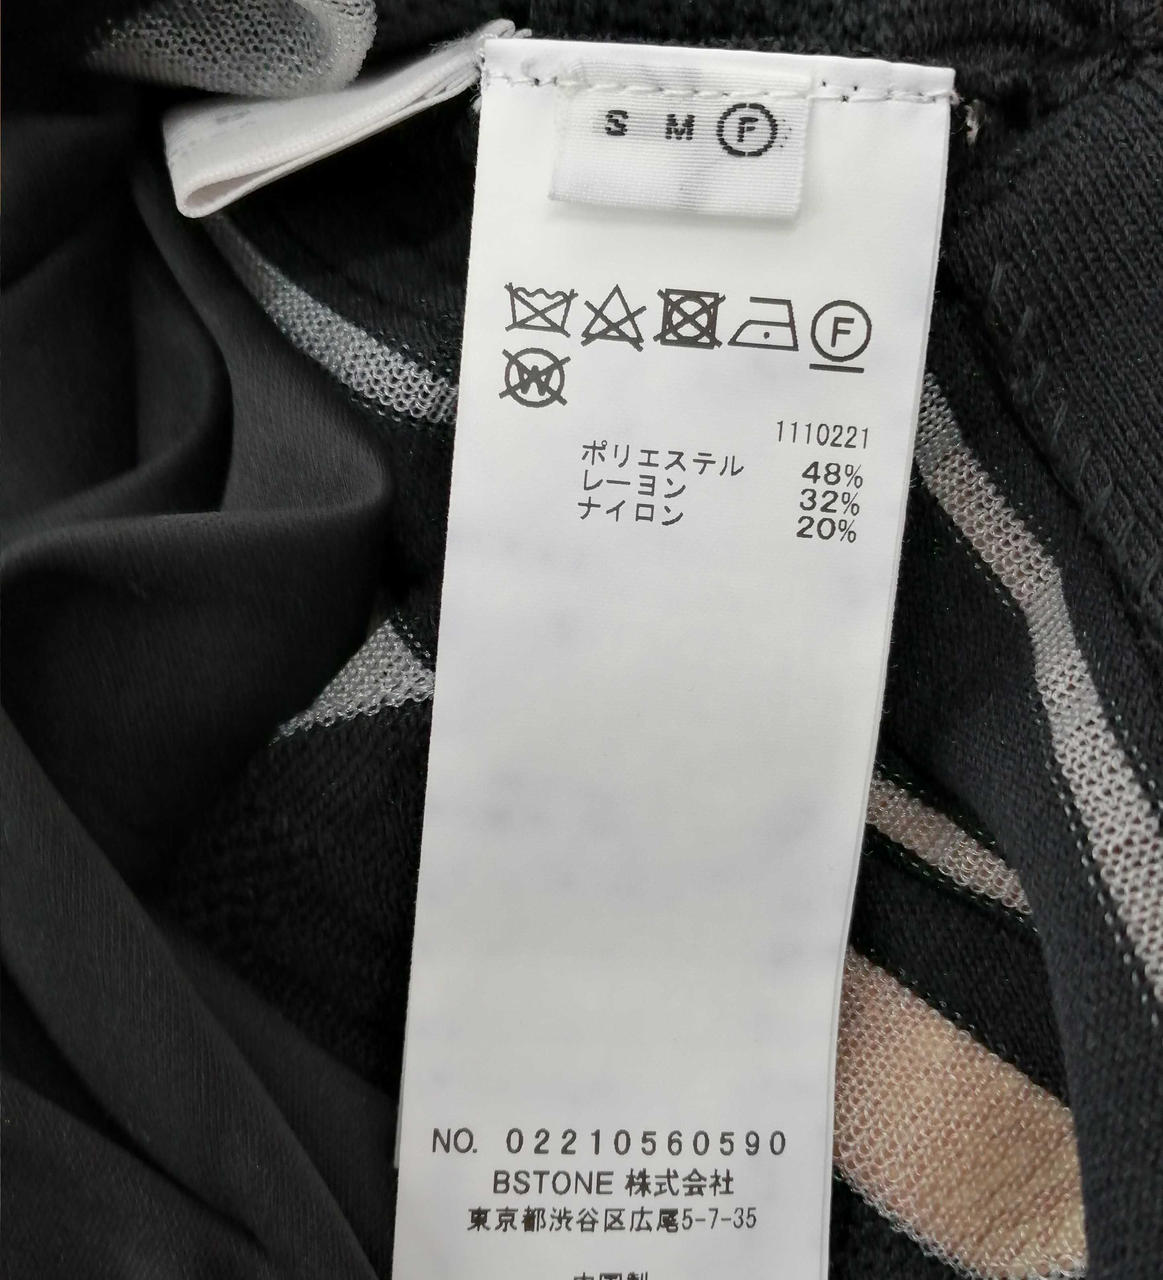 S M F
F
W
1110221
ポリエステル 48%
レーヨン 32%
ナイロン 20%
NO. 02210560590
BSTONE 株式会社
東京都渋谷区広尾5-7-35